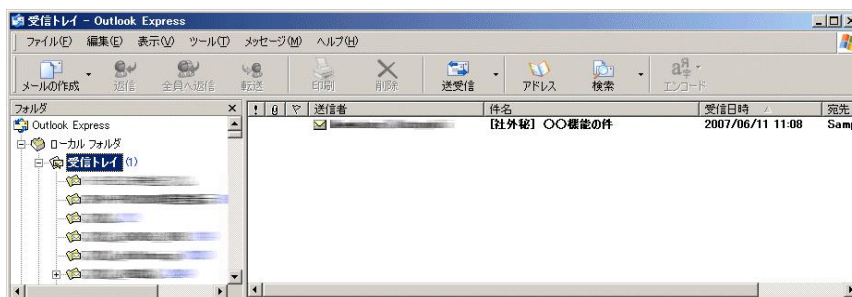 受信トレイ - Outlook Express
ファイル(F) 編集(E) 表示(V) ツール(T) メッセージ(M) ヘルプ(H)
メールの作成 返信 全員へ返信 転送 印刷 削除 送受信 アドレス 検索 エンコード
フォルダ
! 送信者 件名 受信日時 宛先
Outlook Express
[社外秘] 〇〇機能の件 2007/06/11 11:08 Samp
ローカル フォルダ
受信トレイ (1)